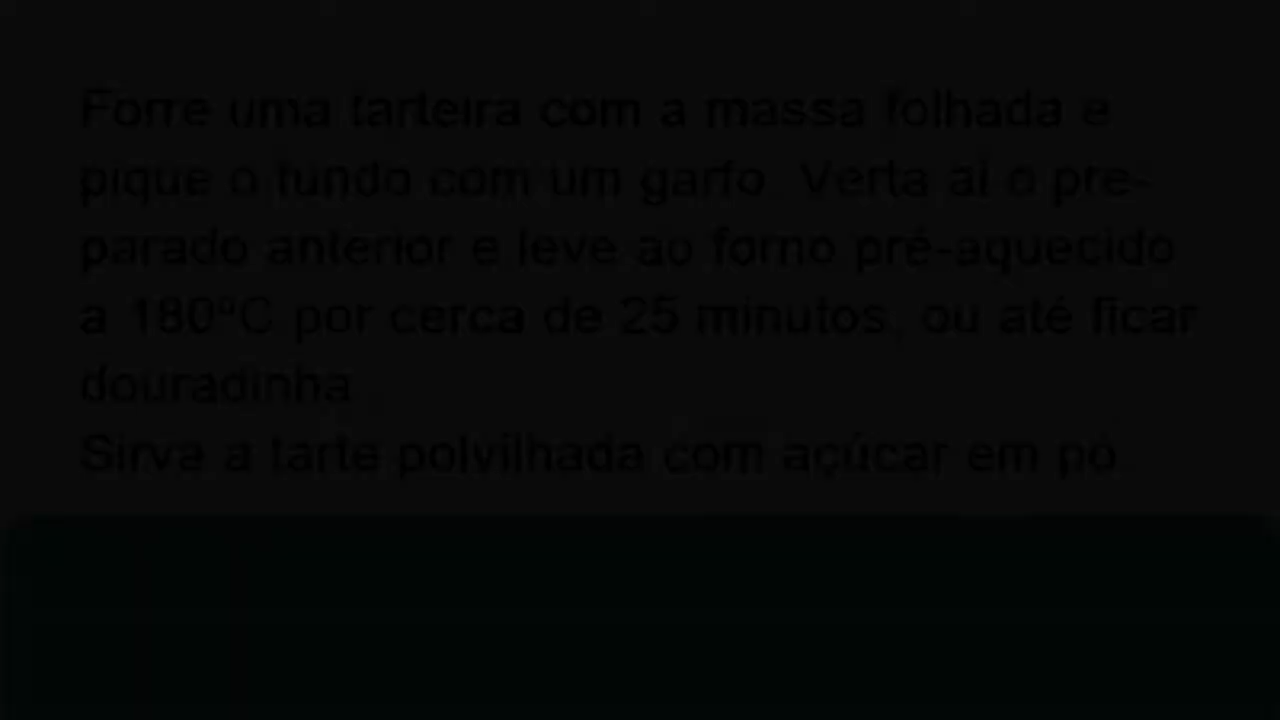 Forre uma tarteira com a massa folhada e
pique o fundo com um garfo. Verta aí o pre-
parado anterior e leve ao forno pré-aquecido
a 180ºC por cerca de 25 minutos, ou até ficar
douradinha.
Sirva a tarte polvilhada com açúcar em pó.